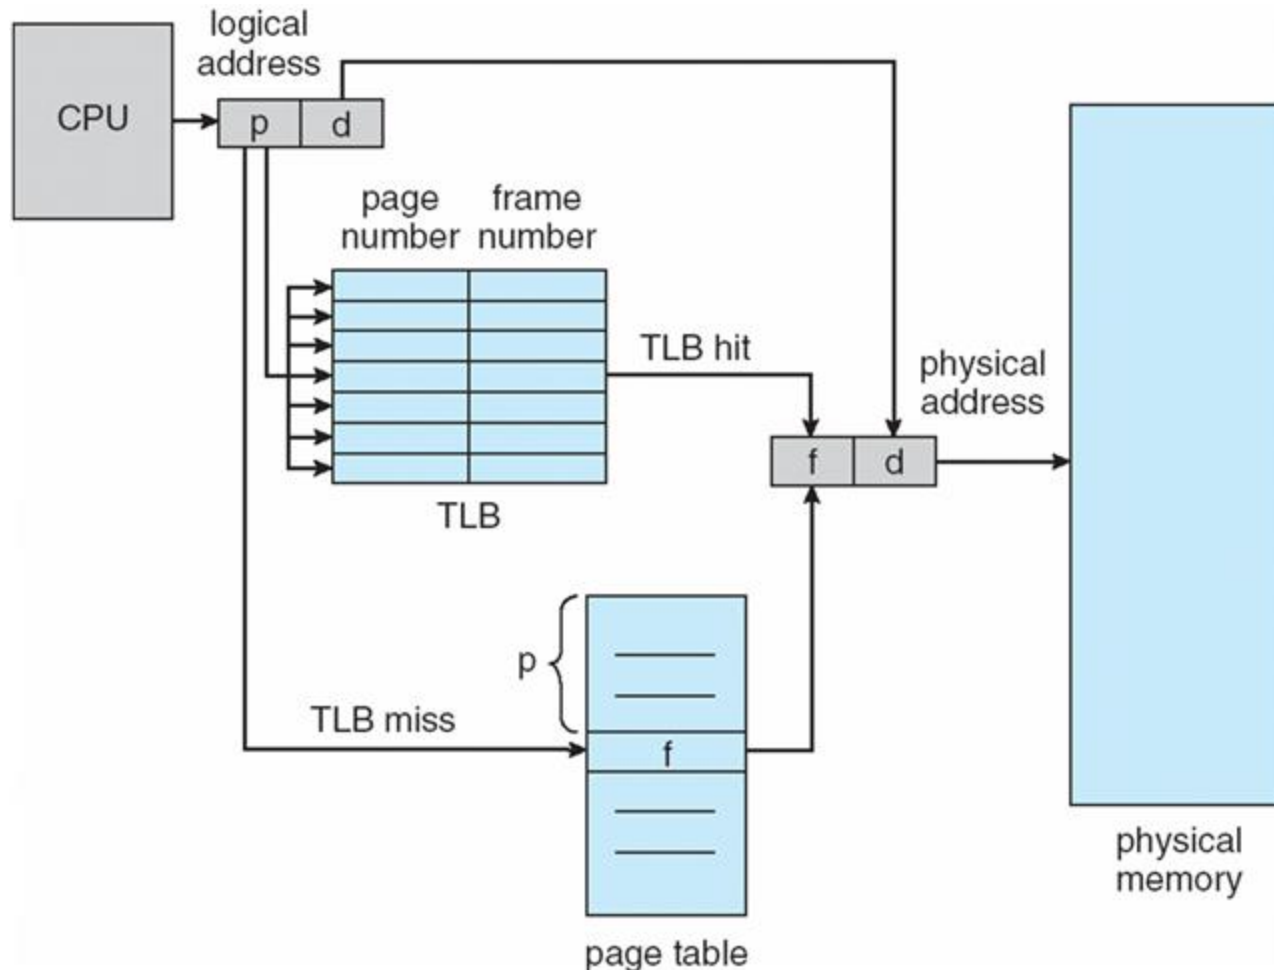 logical
address
CPU
p
d
page
number
frame
number
TLB hit
physical
address
f
d
TLB
p
TLB miss
f
physical
memory
page table